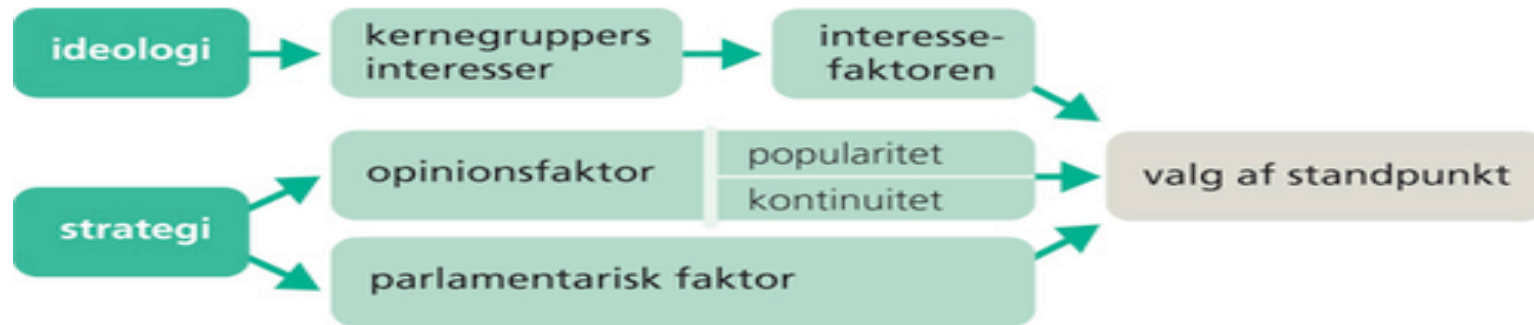 ideologi
kernegruppers
interesser
interesse-
faktoren
opinionsfaktor
popularitet
kontinuitet
valg af standpunkt
strategi
parlamentarisk faktor